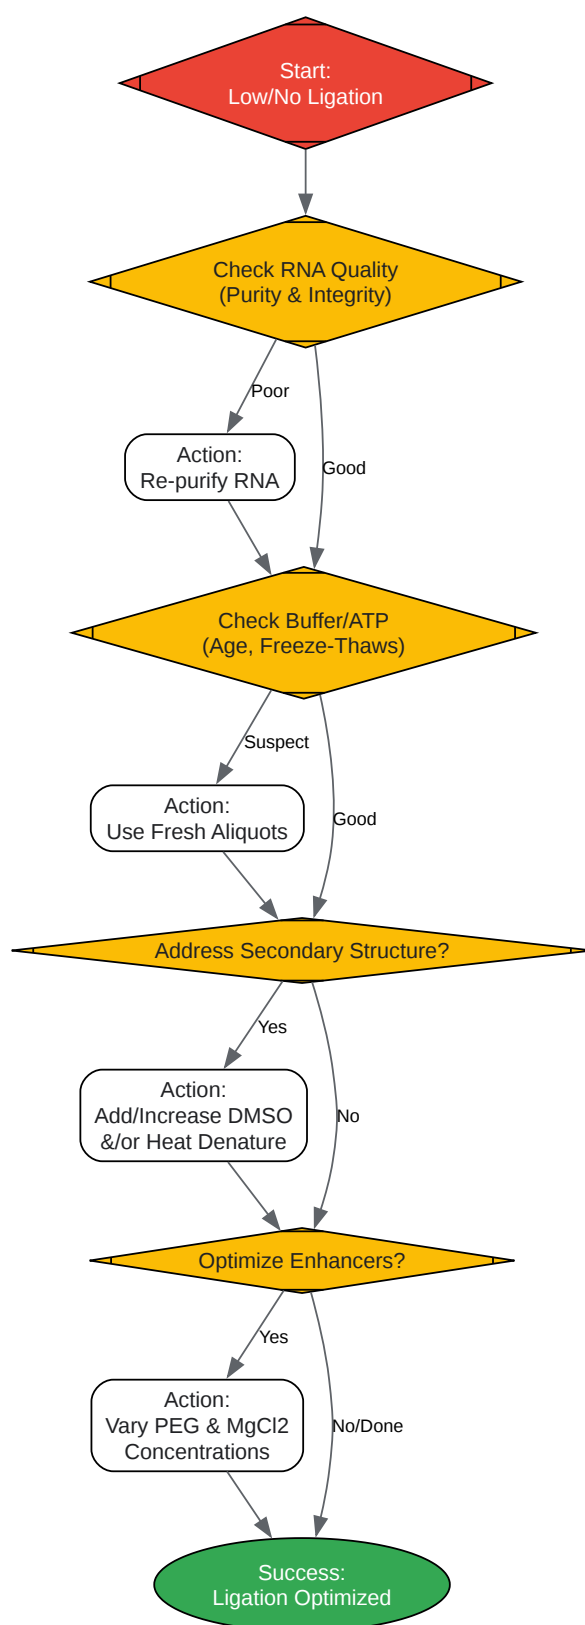 Start:
Low/No Ligation
Check RNA Quality
(Purity & Integrity)
Poor
Action:
Re-purify RNA
Good
Check Buffer/ATP
(Age, Freeze-Thaws)
Suspect
Action:
Use Fresh Aliquots
Good
Address Secondary Structure?
Yes
Action:
Add/Increase DMSO
&/or Heat Denature
No
Optimize Enhancers?
Yes
Action:
Vary PEG & MgCl2
Concentrations
No/Done
Success:
Ligation Optimized